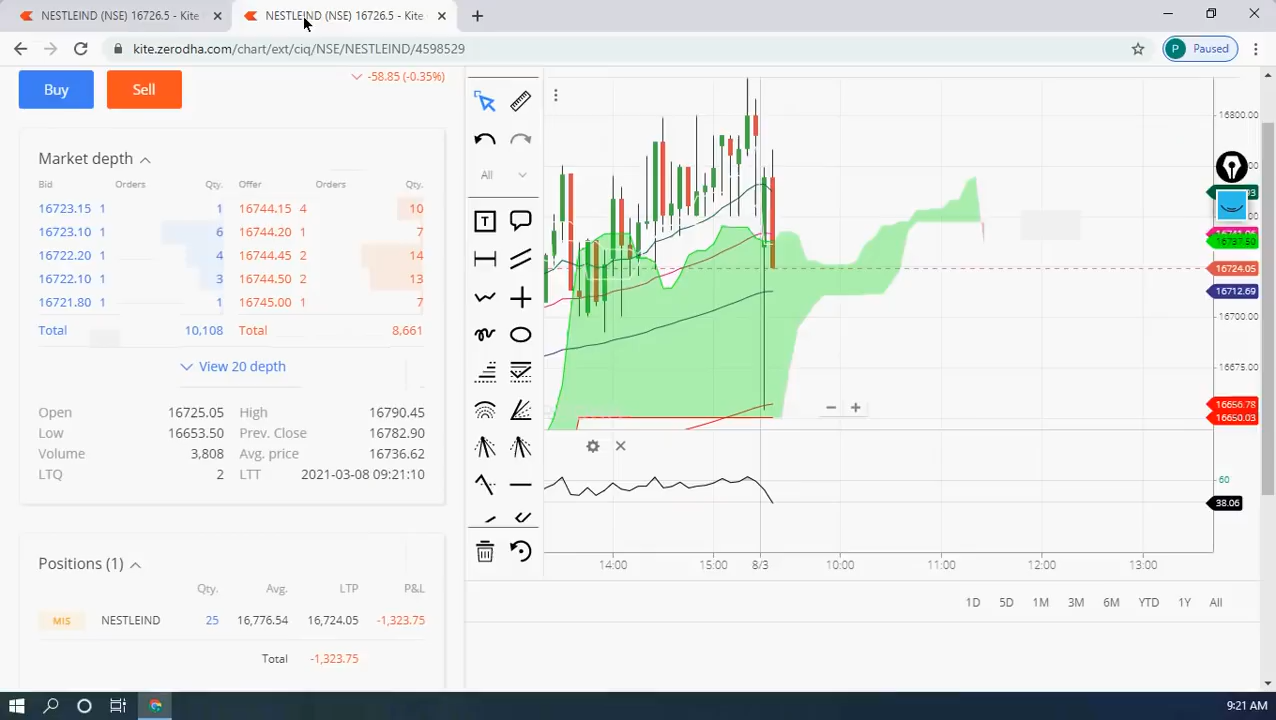 NESTLEIND (NSE) 16726.5 - Kite
NESTLEIND (NSE) 16726.5 - Kite
kite.zerodha.com/chart/ext/ciq/NSE/NESTLEIND/4598529
P Paused
Buy Sell -58.85 (-0.35%)
Market depth
Bid Orders Qty. Offer Orders Qty.
16723.15 1 1 16744.15 4 10
16723.10 1 6 16744.20 1 7
16722.20 1 4 16744.45 2 14
16722.10 1 3 16744.50 2 13
16721.80 1 1 16745.00 1 7
Total 10,108 Total 8,661
View 20 depth
Open 16725.05 High 16790.45
Low 16653.50 Prev. Close 16782.90
Volume 3,808 Avg. price 16736.62
LTQ 2 LTT 2021-03-08 09:21:10
Positions (1)
Qty. Avg. LTP P&L
MIS NESTLEIND 25 16,776.54 16,724.05 -1,323.75
Total -1,323.75
All
T
16800.00
16737.50
16724.05
16712.69
16700.00
16675.00
16656.78
16650.03
60
38.06
14:00 15:00 8/3 10:00 11:00 12:00 13:00
1D 5D 1M 3M 6M YTD 1Y All
9:21 AM